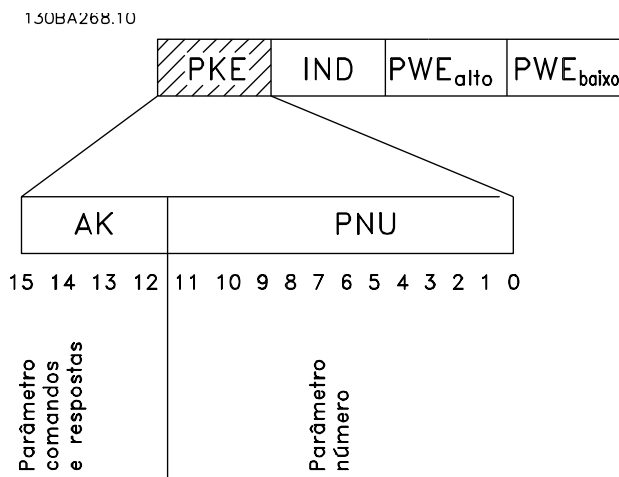 130BA268.10
PKE IND PWEalto PWEbaixo
AK PNU
15 14 13 12 11 10 9 8 7 6 5 4 3 2 1 0
Parâmetro
comandos
e respostas
Parâmetro
número